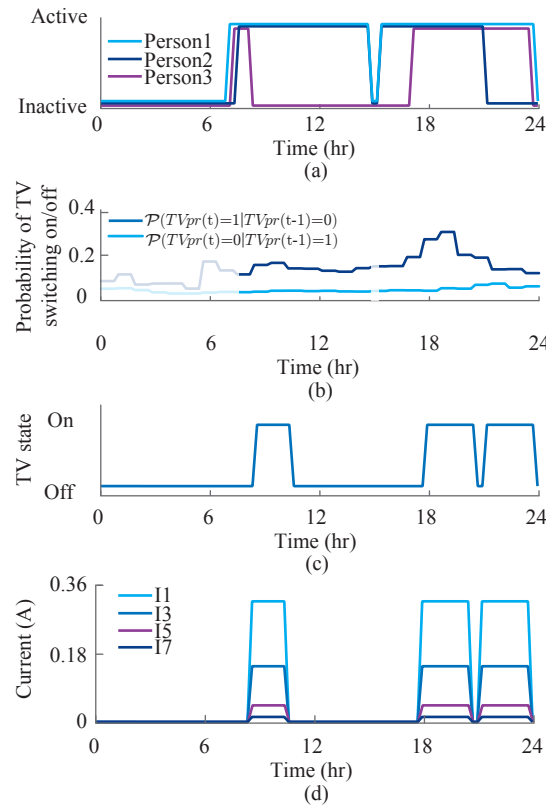 Active
Person1
Person2
Person3
Inactive
0 6 12 18 24
Time (hr)
(a)
Probability of TV
switching on/off
0.4
0.2
0
𝒫(TVpr(t)=1|TVpr(t-1)=0)
𝒫(TVpr(t)=0|TVpr(t-1)=1)
0 6 12 18 24
Time (hr)
(b)
TV state
On
Off
0 6 12 18 24
Time (hr)
(c)
Current (A)
0.36
0.18
0
I1
I3
I5
I7
0 6 12 18 24
Time (hr)
(d)